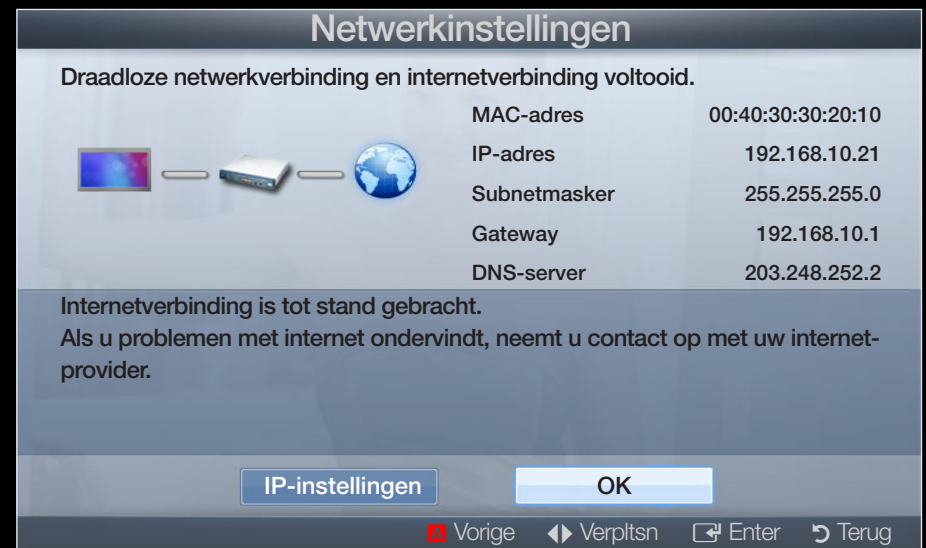 Netwerkinstellingen
Draadloze netwerkverbinding en internetverbinding voltooid.
MAC-adres 00:40:30:30:20:10
IP-adres 192.168.10.21
Subnetmasker 255.255.255.0
Gateway 192.168.10.1
DNS-server 203.248.252.2
Internetverbinding is tot stand gebracht.
Als u problemen met internet ondervindt, neemt u contact op met uw internet-
provider.
IP-instellingen OK
A Vorige Verpltsn Enter Terug